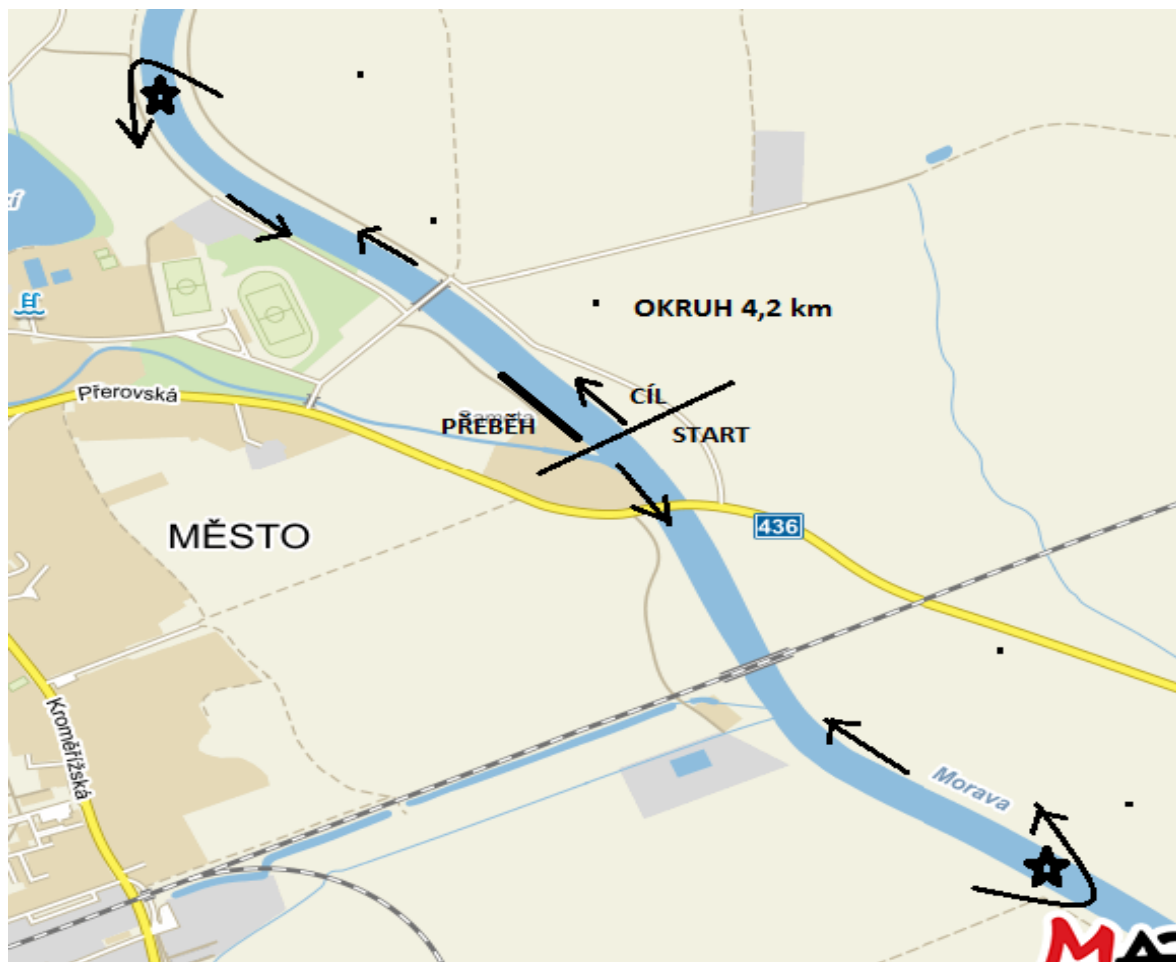 OKRUH 4,2 km
Přerovská
CÍL
PŘEBĚH
START
436
MĚSTO
Kroměřížská
Morava